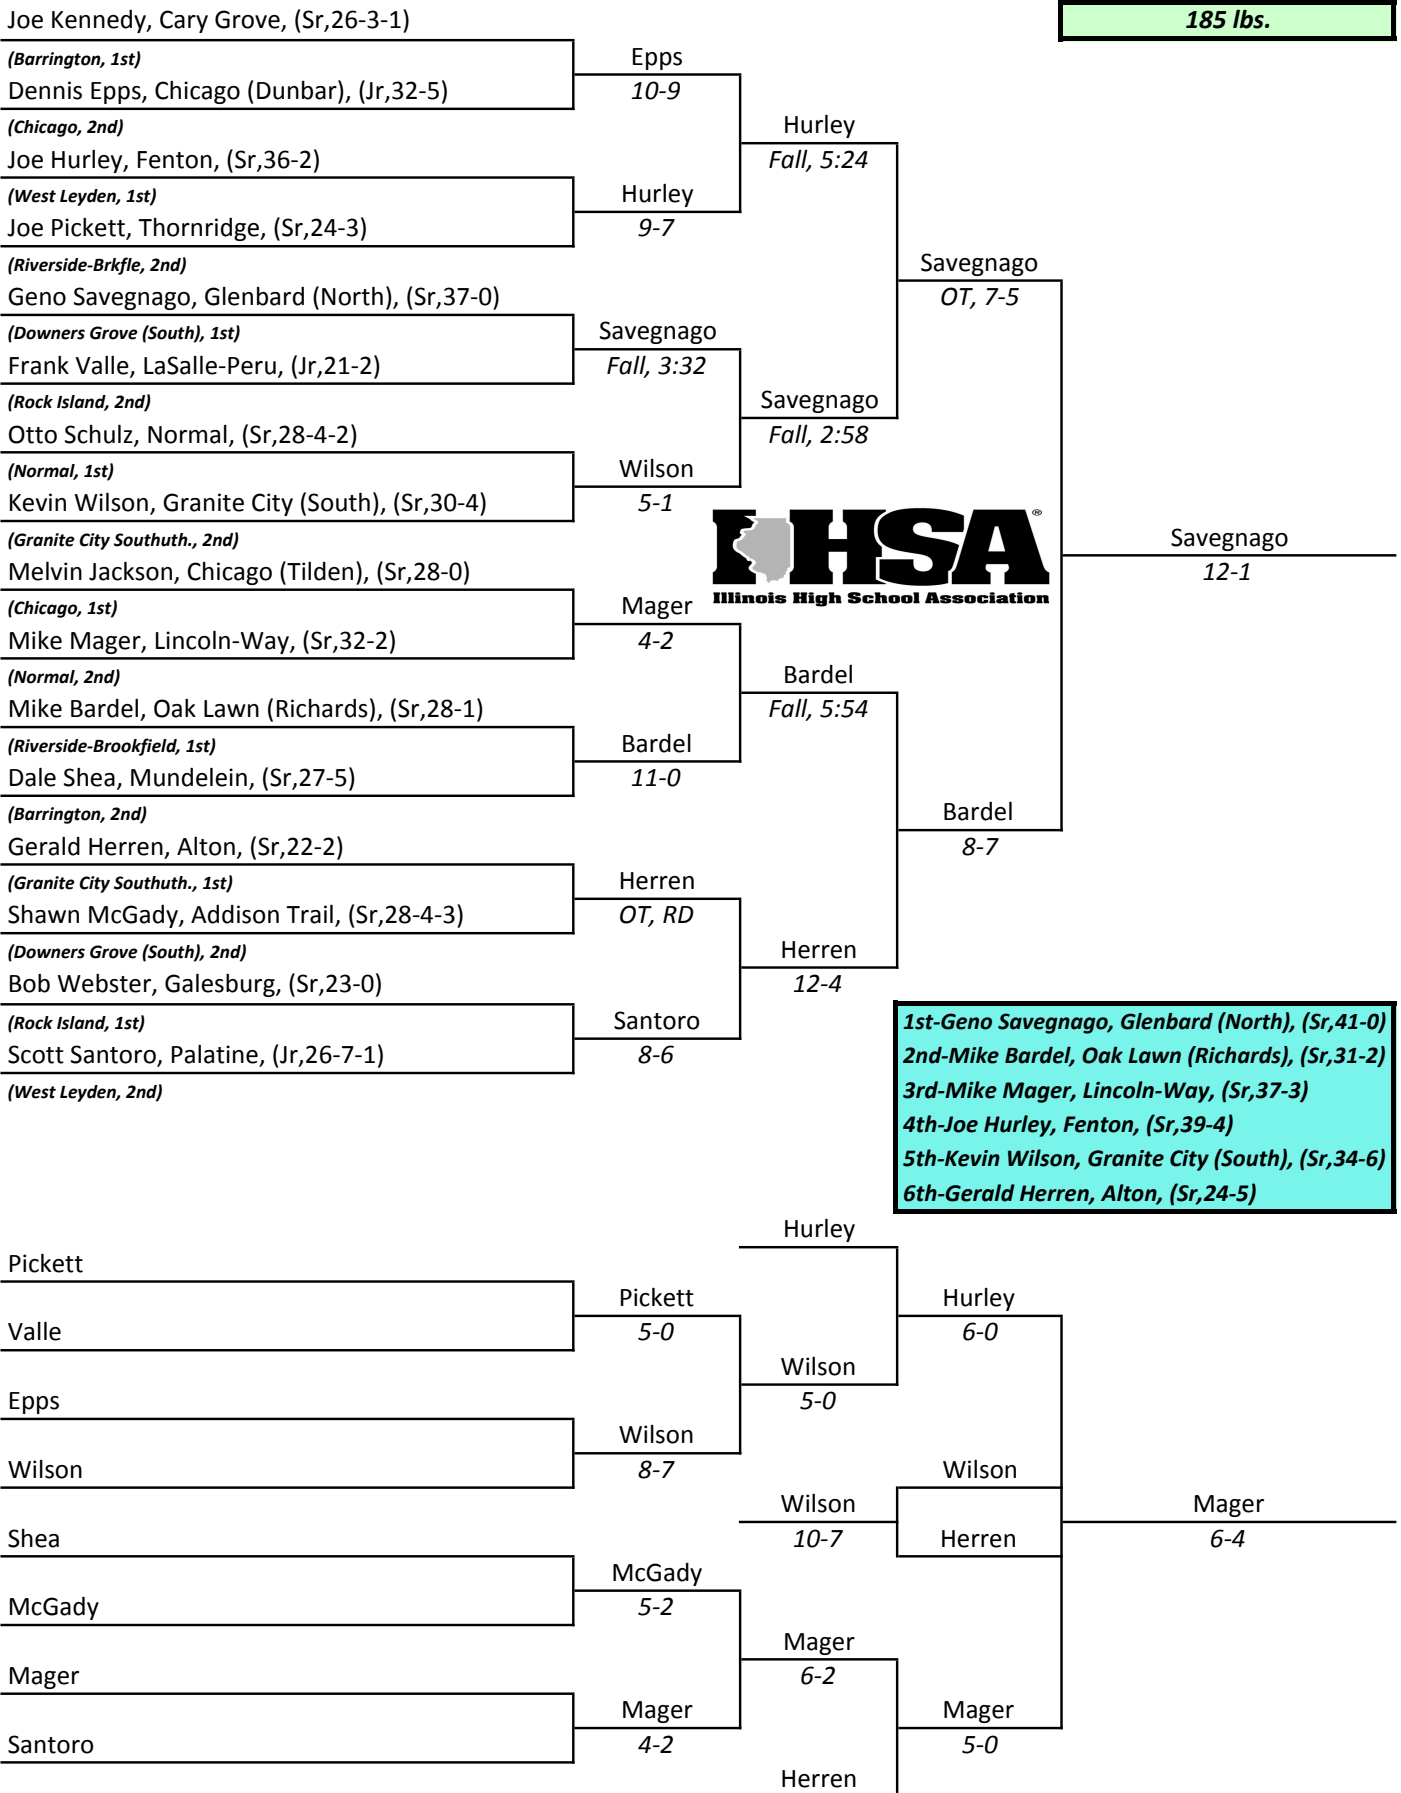 Joe Kennedy, Cary Grove, (Sr,26-3-1)
185 lbs.
(Barrington, 1st)
Epps
Dennis Epps, Chicago (Dunbar), (Jr,32-5)
10-9
(Chicago, 2nd)
Hurley
Joe Hurley, Fenton, (Sr,36-2)
Fall, 5:24
(West Leyden, 1st)
Hurley
Joe Pickett, Thornridge, (Sr,24-3)
9-7
(Riverside-Brkfle, 2nd)
Savegnago
Geno Savegnago, Glenbard (North), (Sr,37-0)
OT, 7-5
(Downers Grove (South), 1st)
Savegnago
Frank Valle, LaSalle-Peru, (Jr,21-2)
Fall, 3:32
(Rock Island, 2nd)
Savegnago
Otto Schulz, Normal, (Sr,28-4-2)
Fall, 2:58
(Normal, 1st)
Wilson
Kevin Wilson, Granite City (South), (Sr,30-4)
5-1
IHSA®
Illinois High School Association
(Granite City Southuth., 2nd)
Savegnago
Melvin Jackson, Chicago (Tilden), (Sr,28-0)
12-1
(Chicago, 1st)
Mager
Mike Mager, Lincoln-Way, (Sr,32-2)
4-2
(Normal, 2nd)
Bardel
Mike Bardel, Oak Lawn (Richards), (Sr,28-1)
Fall, 5:54
(Riverside-Brookfield, 1st)
Bardel
Dale Shea, Mundelein, (Sr,27-5)
11-0
(Barrington, 2nd)
Bardel
Gerald Herren, Alton, (Sr,22-2)
8-7
(Granite City Southuth., 1st)
Herren
Shawn McGady, Addison Trail, (Sr,28-4-3)
OT, RD
(Downers Grove (South), 2nd)
Herren
Bob Webster, Galesburg, (Sr,23-0)
12-4
(Rock Island, 1st)
Santoro
Scott Santoro, Palatine, (Jr,26-7-1)
8-6
(West Leyden, 2nd)
1st-Geno Savegnago, Glenbard (North), (Sr,41-0)
2nd-Mike Bardel, Oak Lawn (Richards), (Sr,31-2)
3rd-Mike Mager, Lincoln-Way, (Sr,37-3)
4th-Joe Hurley, Fenton, (Sr,39-4)
5th-Kevin Wilson, Granite City (South), (Sr,34-6)
6th-Gerald Herren, Alton, (Sr,24-5)
Hurley
Pickett
Pickett
Hurley
Valle
5-0
6-0
Wilson
Epps
5-0
Wilson
Wilson
8-7
Wilson
Wilson
Mager
Shea
10-7
Herren
6-4
McGady
McGady
5-2
Mager
Mager
6-2
Mager
Mager
Santoro
4-2
5-0
Herren